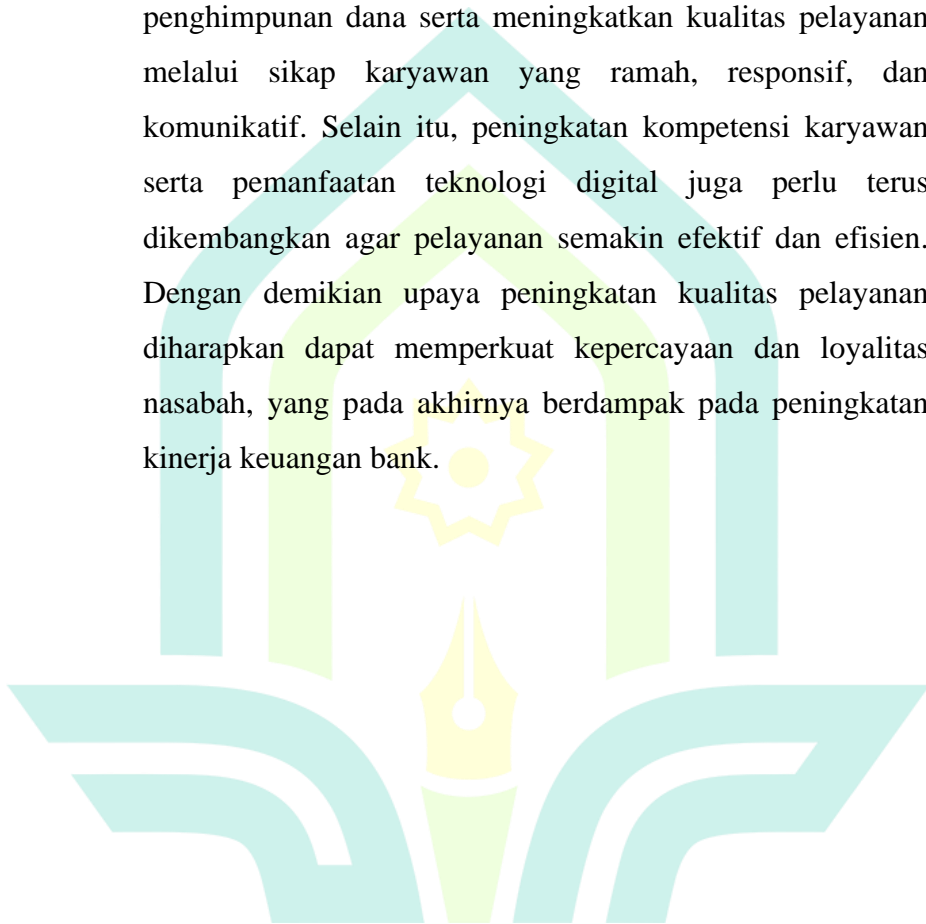 penghimpunan dana serta meningkatkan kualitas pelayanan
melalui sikap karyawan yang ramah, responsif, dan
komunikatif. Selain itu, peningkatan kompetensi karyawan
serta pemanfaatan teknologi digital juga perlu terus
dikembangkan agar pelayanan semakin efektif dan efisien.
Dengan demikian upaya peningkatan kualitas pelayanan
diharapkan dapat memperkuat kepercayaan dan loyalitas
nasabah, yang pada akhirnya berdampak pada peningkatan
kinerja keuangan bank.